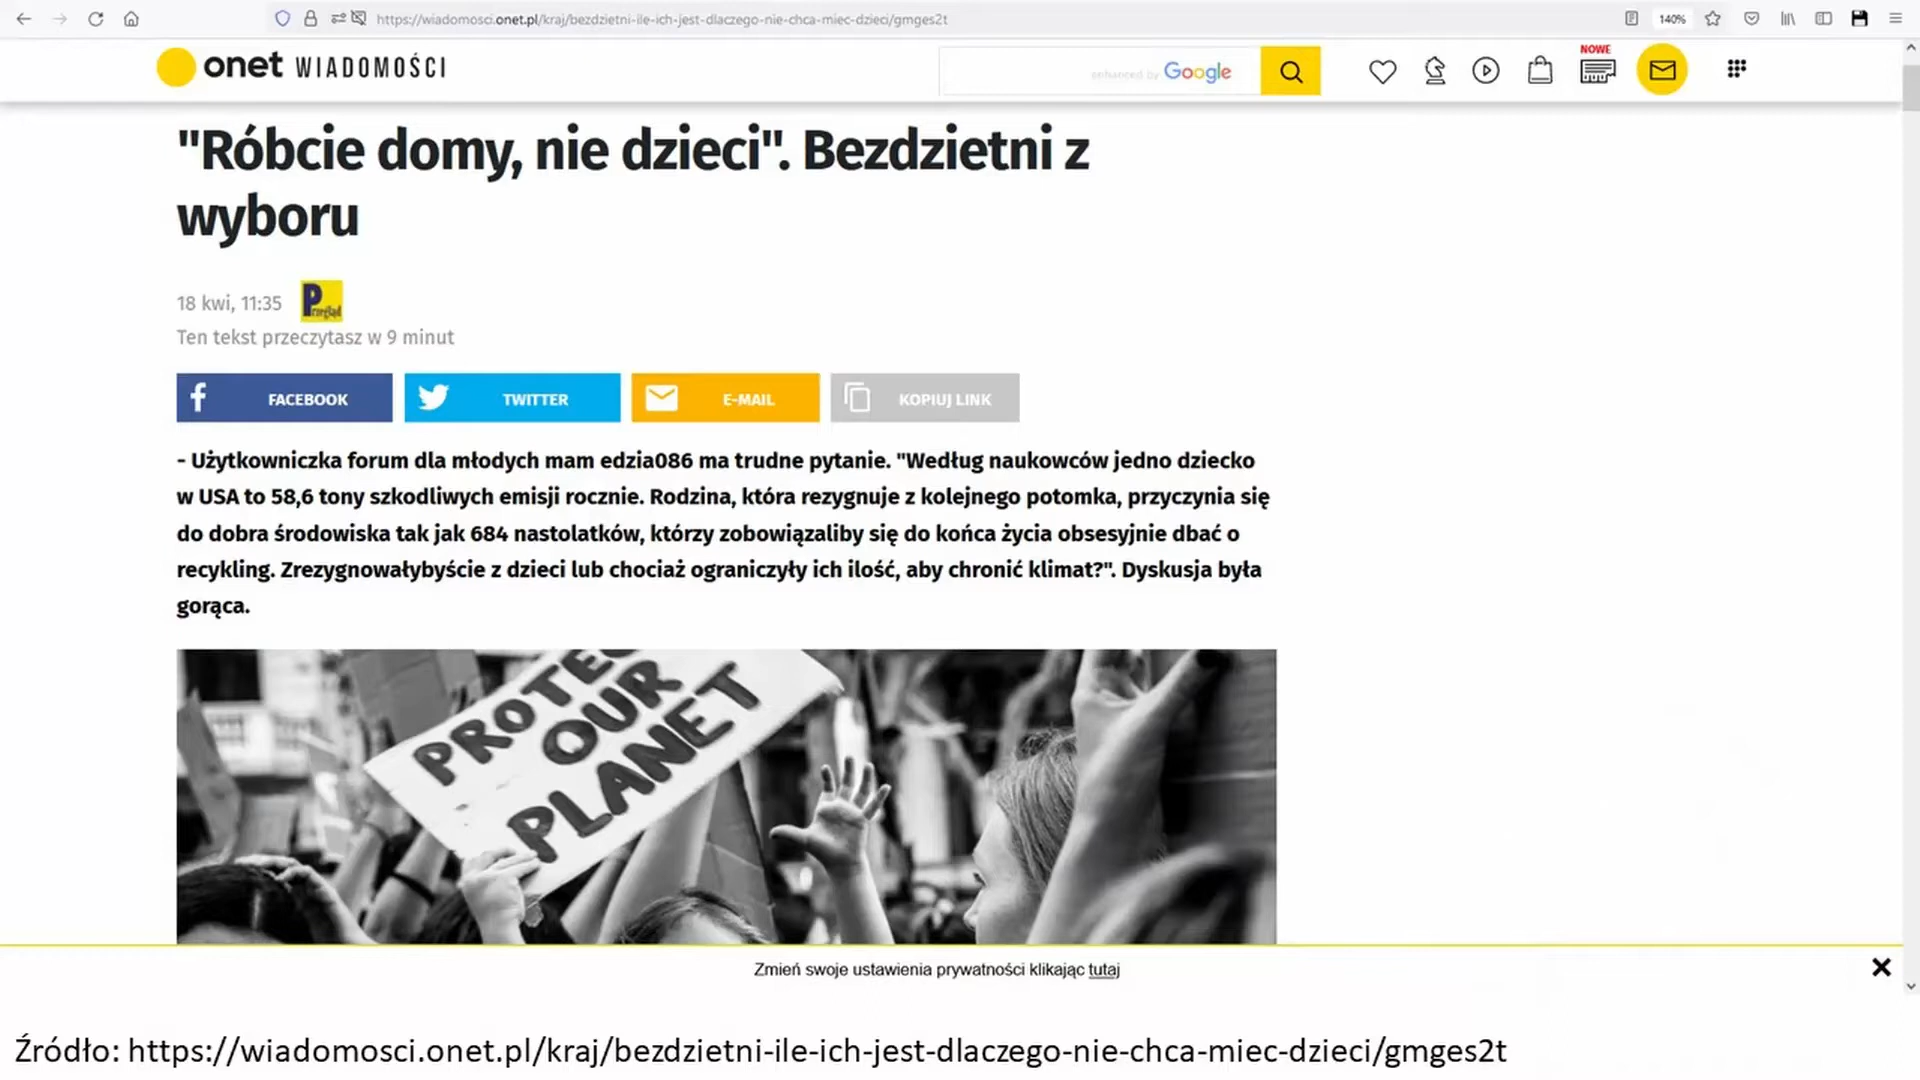 https://wiadomosci.onet.pl/kraj/bezdzietni-ile-ich-jest-dlaczego-nie-chca-miec-dzieci/gmges2t
140%
onet WIADOMOŚCI
enhanced by Google
NOWE
"Róbcie domy, nie dzieci". Bezdzietni z
wyboru
18 kwi, 11:35
Przegląd
Ten tekst przeczytasz w 9 minut
FACEBOOK
TWITTER
E-MAIL
KOPIUJ LINK
- Użytkowniczka forum dla młodych mam edzia086 ma trudne pytanie. "Według naukowców jedno dziecko
w USA to 58,6 tony szkodliwych emisji rocznie. Rodzina, która rezygnuje z kolejnego potomka, przyczynia się
do dobra środowiska tak jak 684 nastolatków, którzy zobowiązaliby się do końca życia obsesyjnie dbać o
recykling. Zrezygnowałybyście z dzieci lub chociaż ograniczyły ich ilość, aby chronić klimat?". Dyskusja była
gorąca.
PROTEC
OUR
PLANET
Zmień swoje ustawienia prywatności klikając tutaj
Źródło: https://wiadomosci.onet.pl/kraj/bezdzietni-ile-ich-jest-dlaczego-nie-chca-miec-dzieci/gmges2t